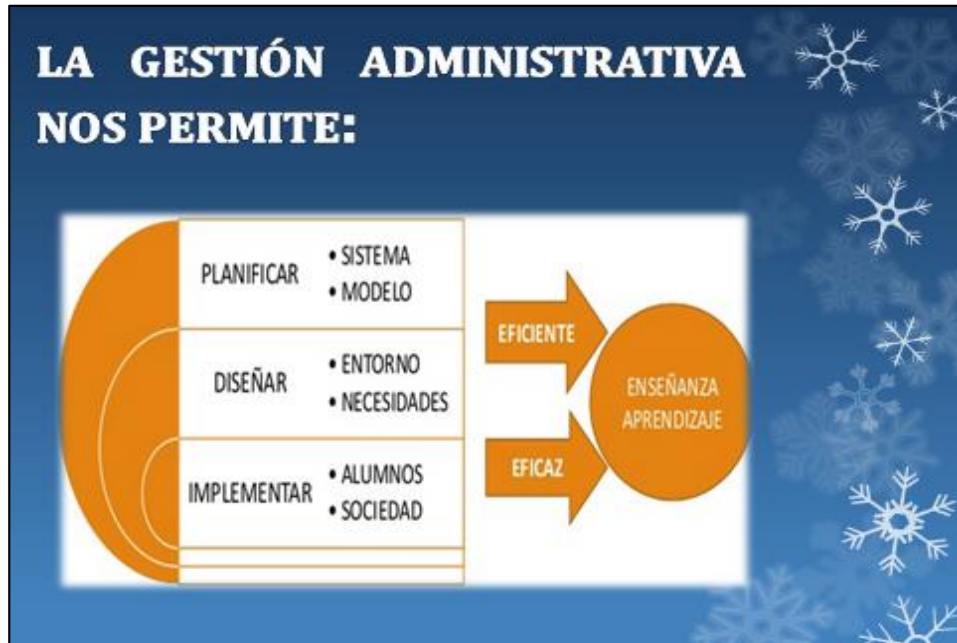 LA GESTIÓN ADMINISTRATIVA
NOS PERMITE:
PLANIFICAR
• SISTEMA
• MODELO
DISEÑAR
• ENTORNO
• NECESIDADES
IMPLEMENTAR
• ALUMNOS
• SOCIEDAD
EFICIENTE
EFICAZ
ENSEÑANZA
APRENDIZAJE